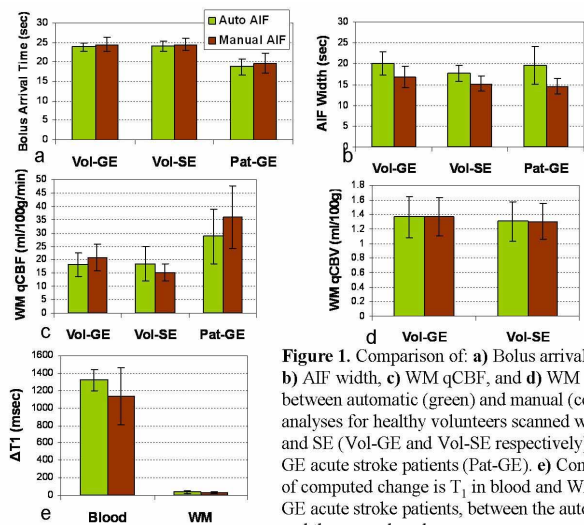 Bolus Arrival Time (sec)
30
25
20
15
10
5
0
Auto AIF
Manual AIF
Vol-GE Vol-SE Pat-GE
a
AIF Width (sec)
30
25
20
15
10
5
0
Vol-GE Vol-SE Pat-GE
b
WM qCBF (ml/100g/min)
50
45
40
35
30
25
20
15
10
5
0
Vol-GE Vol-SE Pat-GE
c
WM qCBV (ml/100g)
1.8
1.6
1.4
1.2
1
0.8
0.6
0.4
0.2
0
Vol-GE Vol-SE
d
ΔT1 (msec)
1600
1400
1200
1000
800
600
400
200
0
Blood WM
e
Figure 1. Comparison of: a) Bolus arrival
b) AIF width, c) WM qCBF, and d) WM
between automatic (green) and manual (co
analyses for healthy volunteers scanned w
and SE (Vol-GE and Vol-SE respectively)
GE acute stroke patients (Pat-GE). e) Con
of computed change is T1 in blood and W
GE acute stroke patients, between the auto